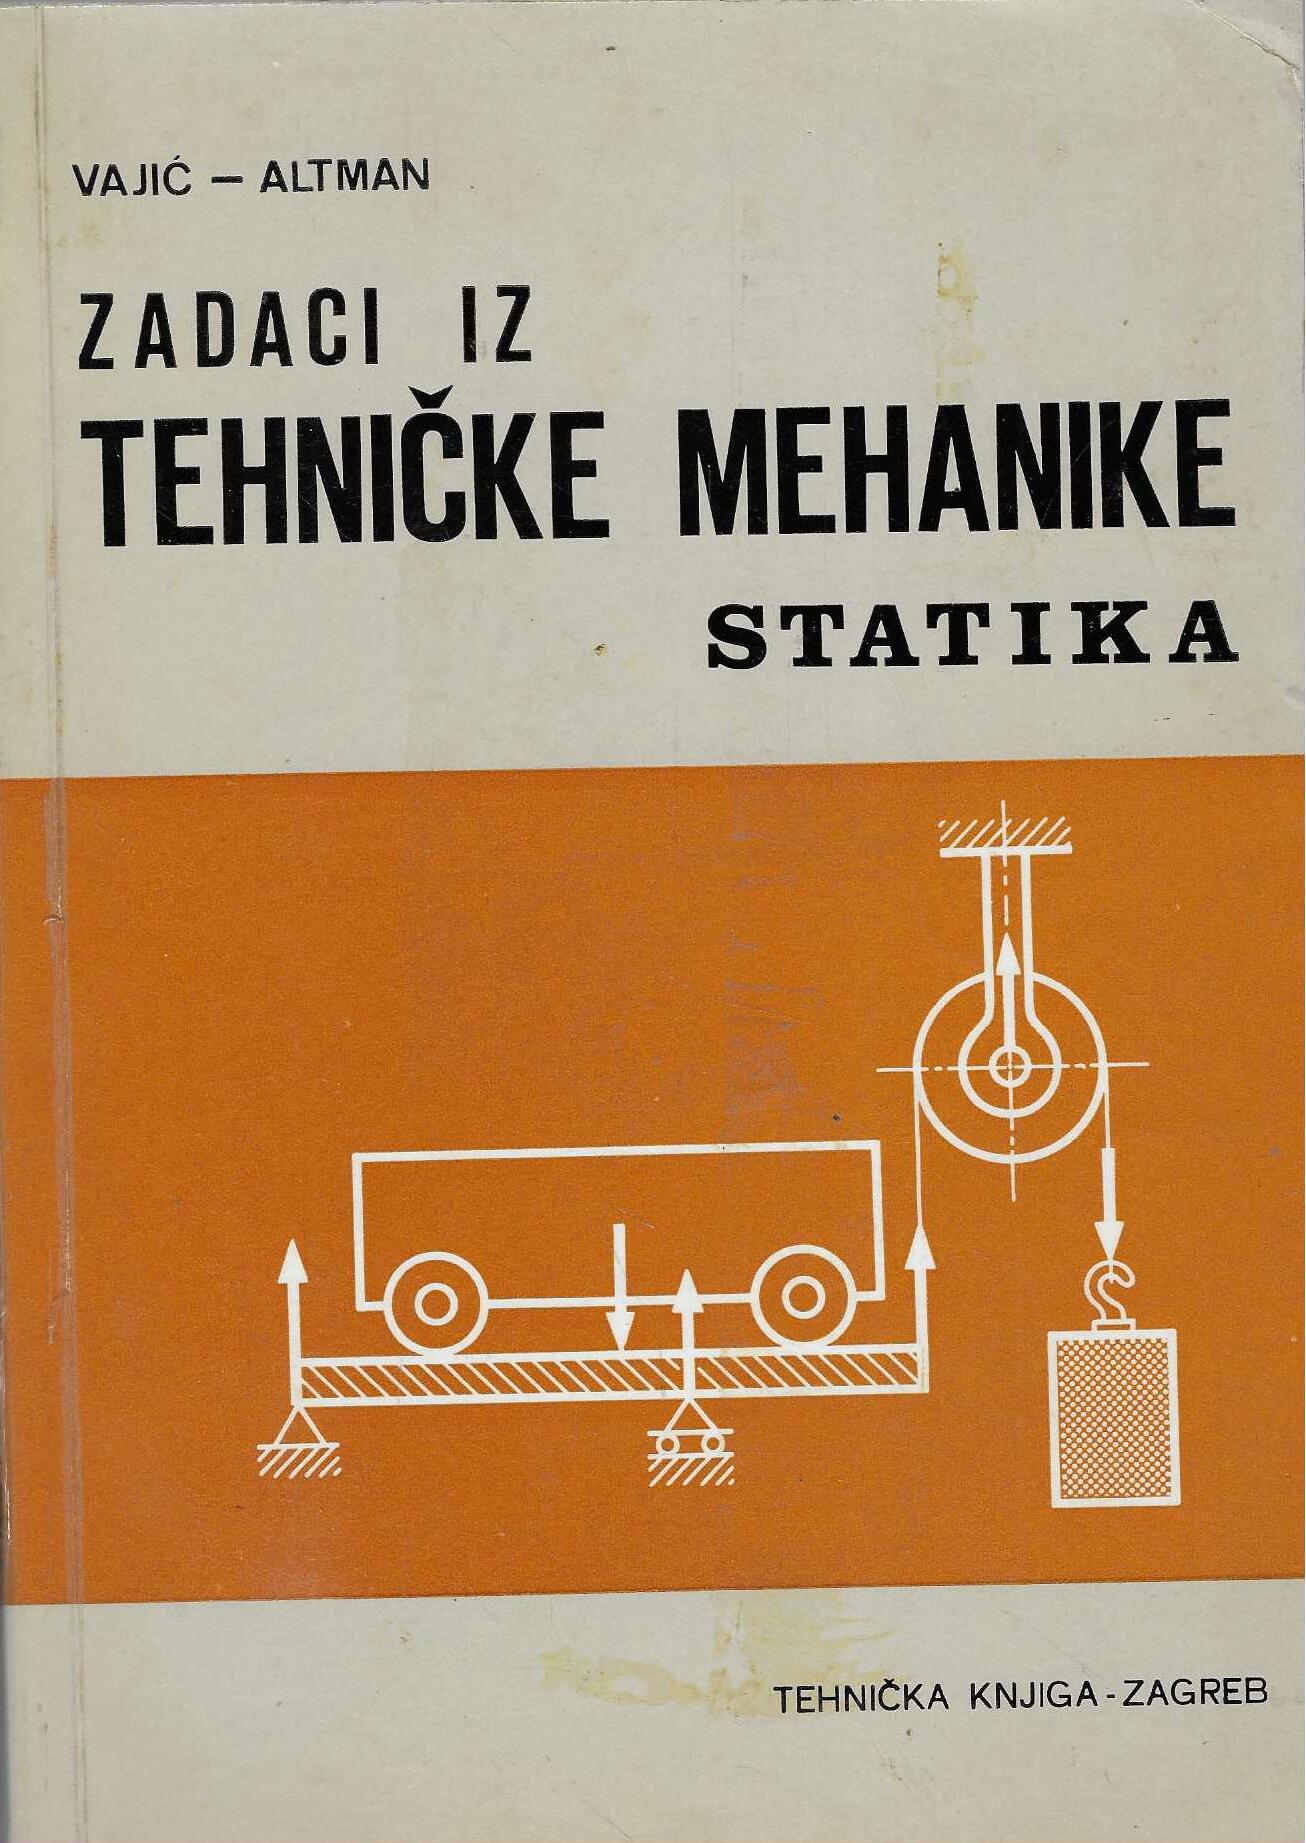 VAJIĆ – ALTMAN
ZADACI IZ
TEHNIČKE MEHANIKE
STATIKA
TEHNIČKA KNJIGA-ZAGREB